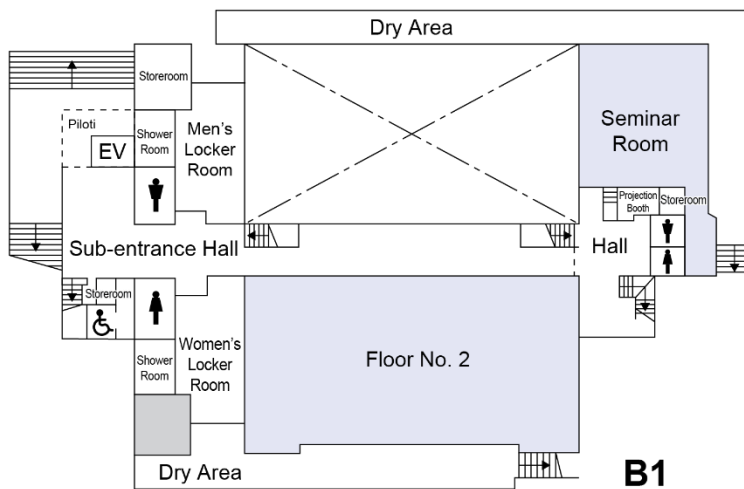 Dry Area
Storeroom
Piloti
EV
Shower
Room
Men's
Locker
Room
Seminar
Room
Projection
Booth
Storeroom
Sub-entrance Hall
Hall
Storeroom
Women's
Locker
Room
Shower
Room
Floor No. 2
Dry Area
B1